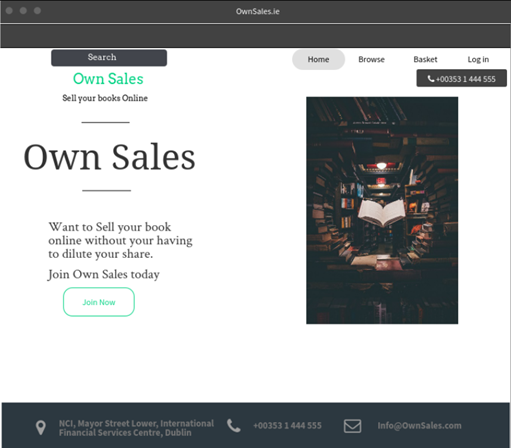 OwnSales.ie
Search
Home Browse Basket Log in
Own Sales
+00353 1 444 555
Sell your books Online
Own Sales
Want to Sell your book
online without your having
to dilute your share.
Join Own Sales today
Join Now
NCI, Mayor Street Lower, International
Financial Services Centre, Dublin
+00353 1 444 555
Info@OwnSales.com